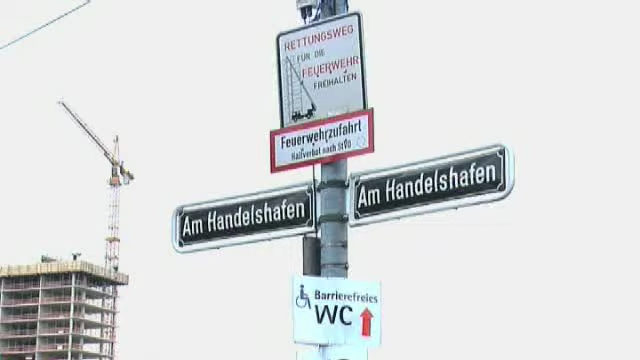 RETTUNGSWEG
FÜR DIE
FEUERWEHR
FREIHALTEN
Feuerwehrzufahrt
Haltverbot nach StVO
Am Handelshafen
Am Handelshafen
Barrierefreies
WC